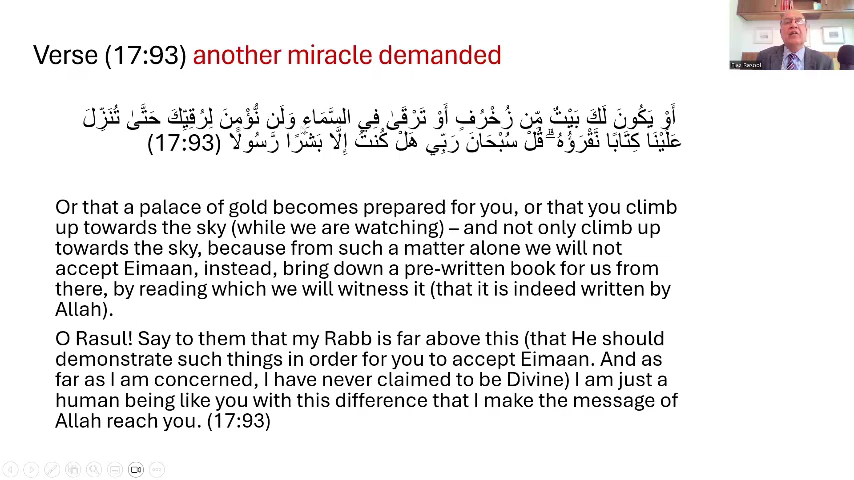 Verse (17:93) another miracle demanded
أَوْ يَكُونَ لَكَ بَيْتٌ مِّن زُخْرُفٍ أَوْ تَرْقَىٰ فِي السَّمَاءِ وَلَن نُّؤْمِنَ لِرُقِيِّكَ حَتَّىٰ تُنَزِّلَ
عَلَيْنَا كِتَابًا نَّقْرَؤُهُ ۗ قُلْ سُبْحَانَ رَبِّي هَلْ كُنتُ إِلَّا بَشَرًا رَّسُولًا (17:93)
Or that a palace of gold becomes prepared for you, or that you climb
up towards the sky (while we are watching) – and not only climb up
towards the sky, because from such a matter alone we will not
accept Eimaan, instead, bring down a pre-written book for us from
there, by reading which we will witness it (that it is indeed written by
Allah).
O Rasul! Say to them that my Rabb is far above this (that He should
demonstrate such things in order for you to accept Eimaan. And as
far as I am concerned, I have never claimed to be Divine) I am just a
human being like you with this difference that I make the message of
Allah reach you. (17:93)